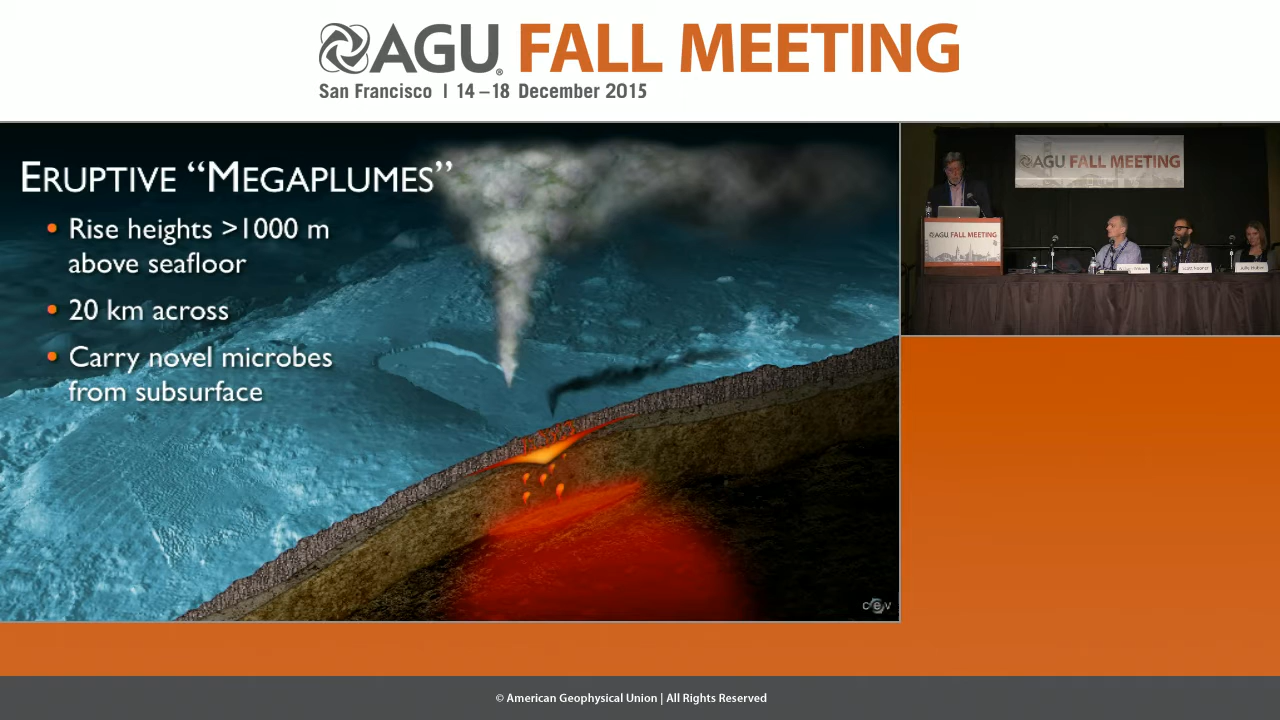 AGU FALL MEETING
San Francisco | 14–18 December 2015
ERUPTIVE “MEGAPLUMES”
• Rise heights >1000 m
above seafloor
• 20 km across
• Carry novel microbes
from subsurface
cev
AGU FALL MEETING
AGU FALL MEETING
© American Geophysical Union | All Rights Reserved